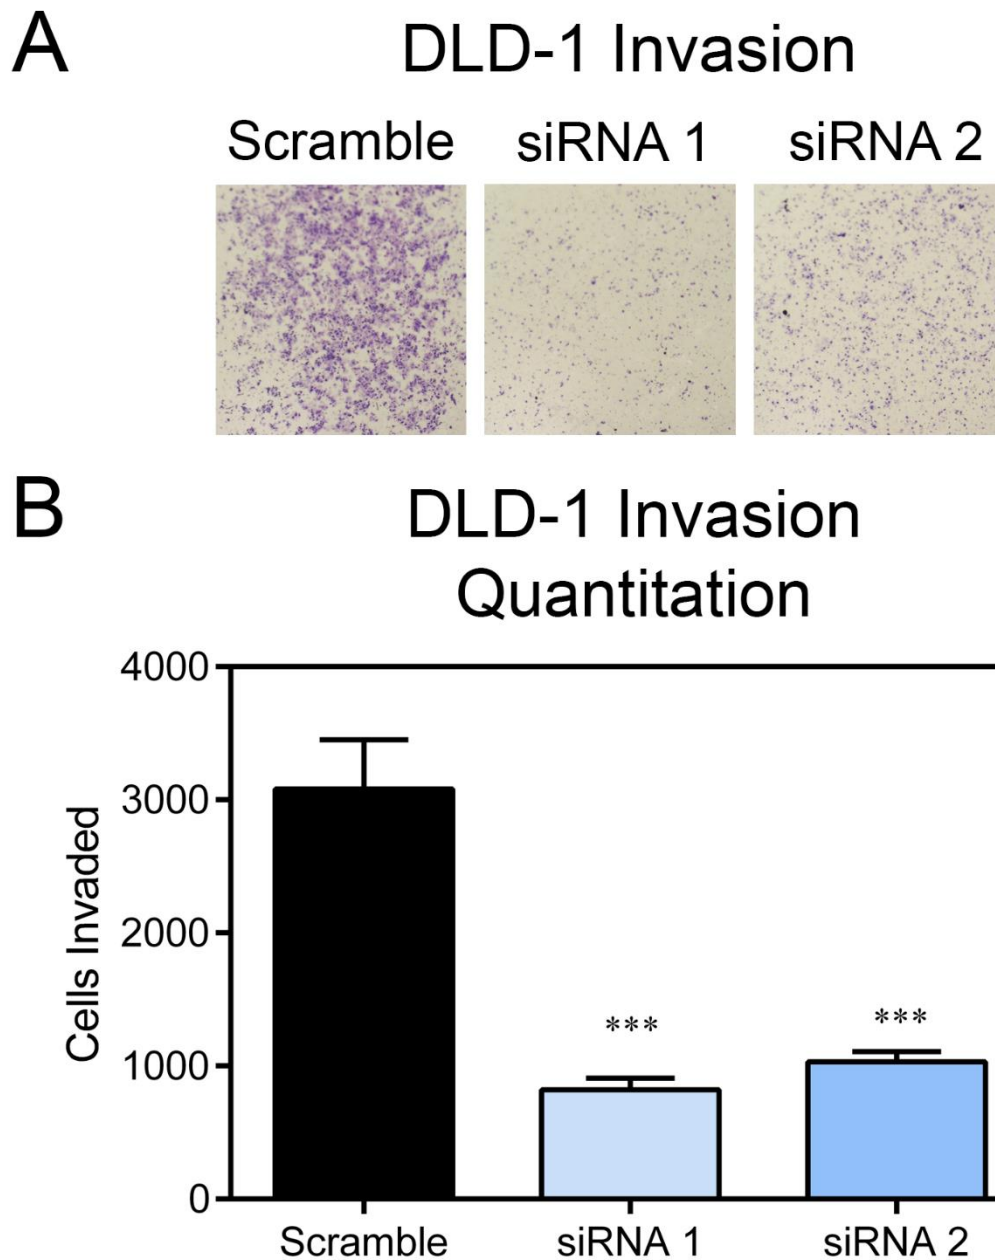 A
DLD-1 Invasion
Scramble siRNA 1 siRNA 2
B
DLD-1 Invasion
Quantitation
4000
3000
2000
1000
0
Cells Invaded
*** ***
Scramble siRNA 1 siRNA 2